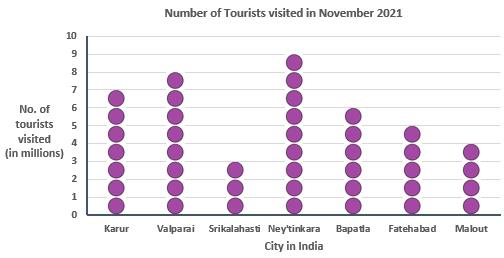 Number of Tourists visited in November 2021
10
9
8
7
6
5
4
3
2
1
0
No. of
tourists
visited
(in millions)
Karur Valparai Srikalahasti Ney'tinkara Bapatla Fatehabad Malout
City in India